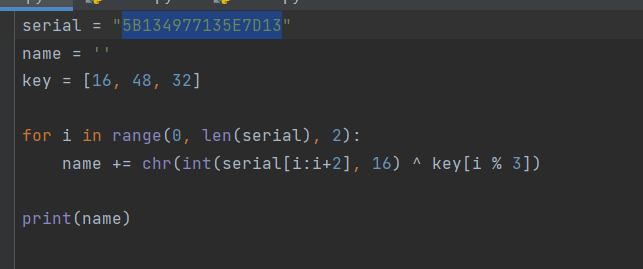 serial = "5B134977135E7D13"
name = ''
key = [16, 48, 32]
for i in range(0, len(serial), 2):
    name += chr(int(serial[i:i+2], 16) ^ key[i % 3])
print(name)